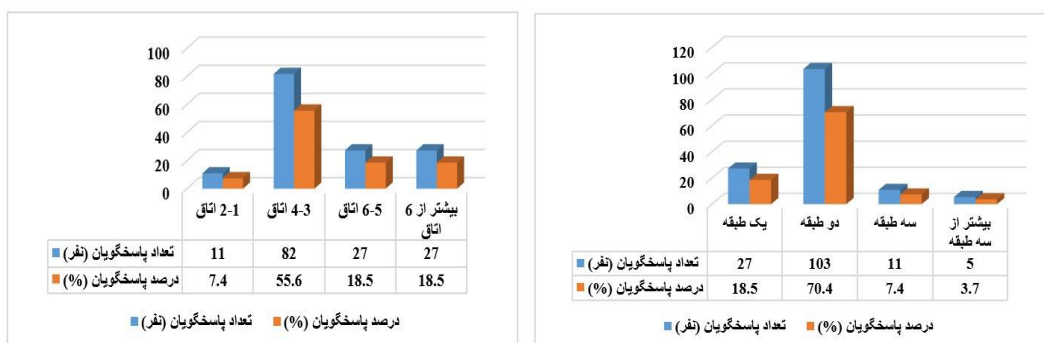 100
80
60
40
20
0
2-1 اتاق
4-3 اتاق
6-5 اتاق
بیشتر از 6
اتاق
تعداد پاسخگویان (نفر) 11 82 27 27
درصد پاسخگویان (%) 7.4 55.6 18.5 18.5
تعداد پاسخگویان (نفر) درصد پاسخگویان (%)
120
100
80
60
40
20
0
یک طبقه
دو طبقه
سه طبقه
بیشتر از
سه طبقه
تعداد پاسخگویان (نفر) 27 103 11 5
درصد پاسخگویان (%) 18.5 70.4 7.4 3.7
تعداد پاسخگویان (نفر) درصد پاسخگویان (%)